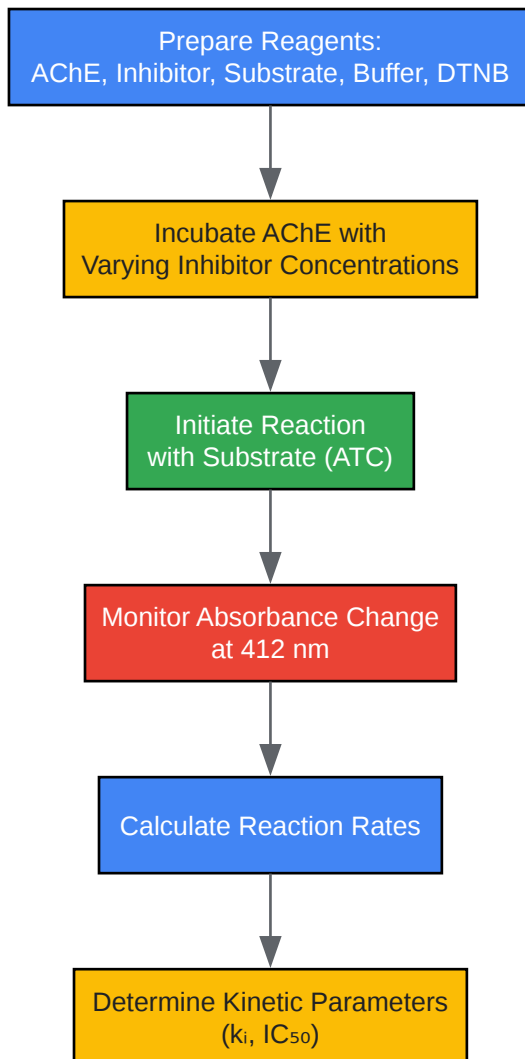 Prepare Reagents:
AChE, Inhibitor, Substrate, Buffer, DTNB
Incubate AChE with
Varying Inhibitor Concentrations
Initiate Reaction
with Substrate (ATC)
Monitor Absorbance Change
at 412 nm
Calculate Reaction Rates
Determine Kinetic Parameters
(kᵢ, IC₅₀)